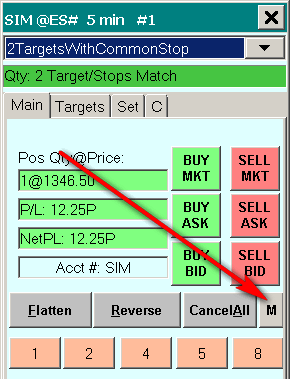 SIM @ES# 5 min #1
2TargetsWithCommonStop
Qty: 2 Target/Stops Match
Main Targets Set C
Pos Qty@Price:
1@1346.50
P/L: 12.25P
NetPL: 12.25P
Acct #: SIM
BUY MKT
SELL MKT
BUY ASK
SELL ASK
BUY BID
SELL BID
Flatten Reverse CancelAll M
1 2 4 5 8